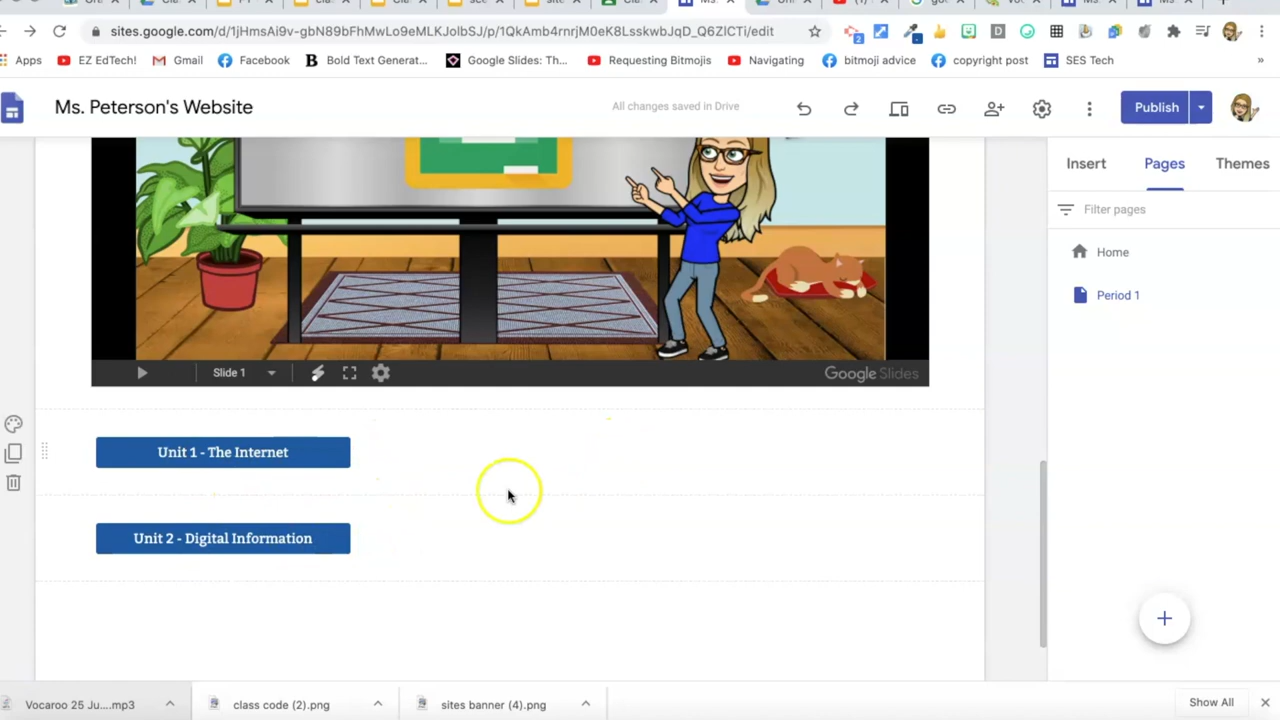 sites.google.com/d/1jHmsAi9v-gbN89bFhMwLo9eMLKJolbSJ/p/1QkAmb4rnrjM0eK8LsskwbJqD_Q6ZlCTi/edit
Apps
EZ EdTech!
Gmail
Facebook
Bold Text Generat...
Google Slides: Th...
Requesting Bitmojis
Navigating
bitmoji advice
copyright post
SES Tech
»
Ms. Peterson's Website
All changes saved in Drive
Publish
Insert
Pages
Themes
Filter pages
Home
Period 1
Slide 1
Google Slides
Unit 1 - The Internet
Unit 2 - Digital Information
Vocaroo 25 Ju....mp3
class code (2).png
sites banner (4).png
Show All